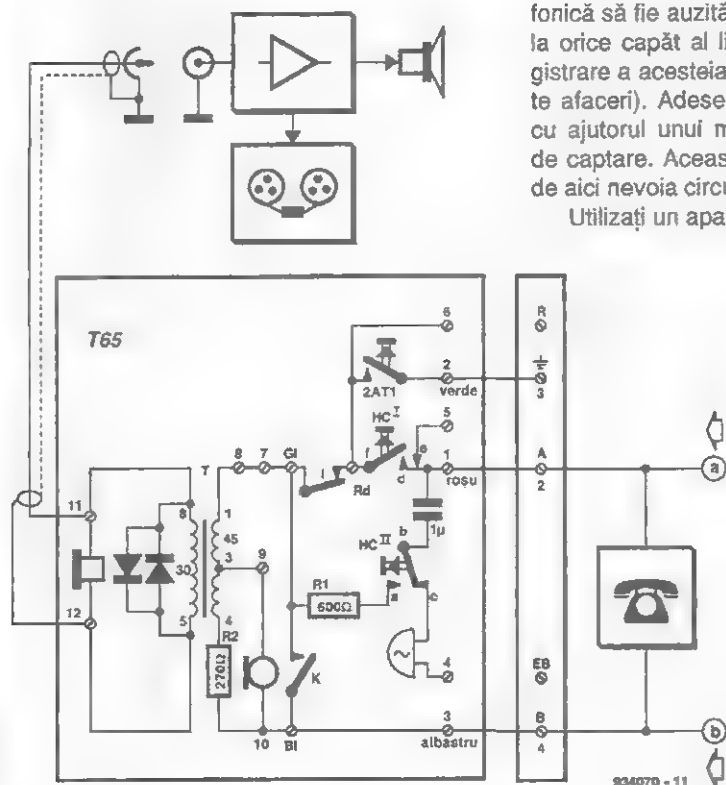 fonică să fie auzită
la orice capăt al li
gistrare a acesteia
te afaceri). Adese
cu ajutorul unui m
de captare. Aceas
de aici nevoia circu
Utilizați un apa
T65
6
R
2AT1
2
verde
3
HC I
5
8
7
GI
f
e
1
A
a
T
i
Rd
d
roșu
2
11
8
1
1µ
45
HC II
b
30
3
9
R1
600Ω
a
c
12
5
4
R2
270Ω
K
4
EB
3
B
b
10
BI
albastru
4
934070 - 11